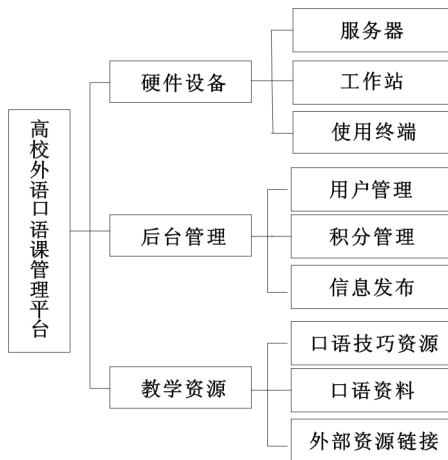 高校外语口语课管理平台
硬件设备
服务器
工作站
使用终端
后台管理
用户管理
积分管理
信息发布
教学资源
口语技巧资源
口语资料
外部资源链接